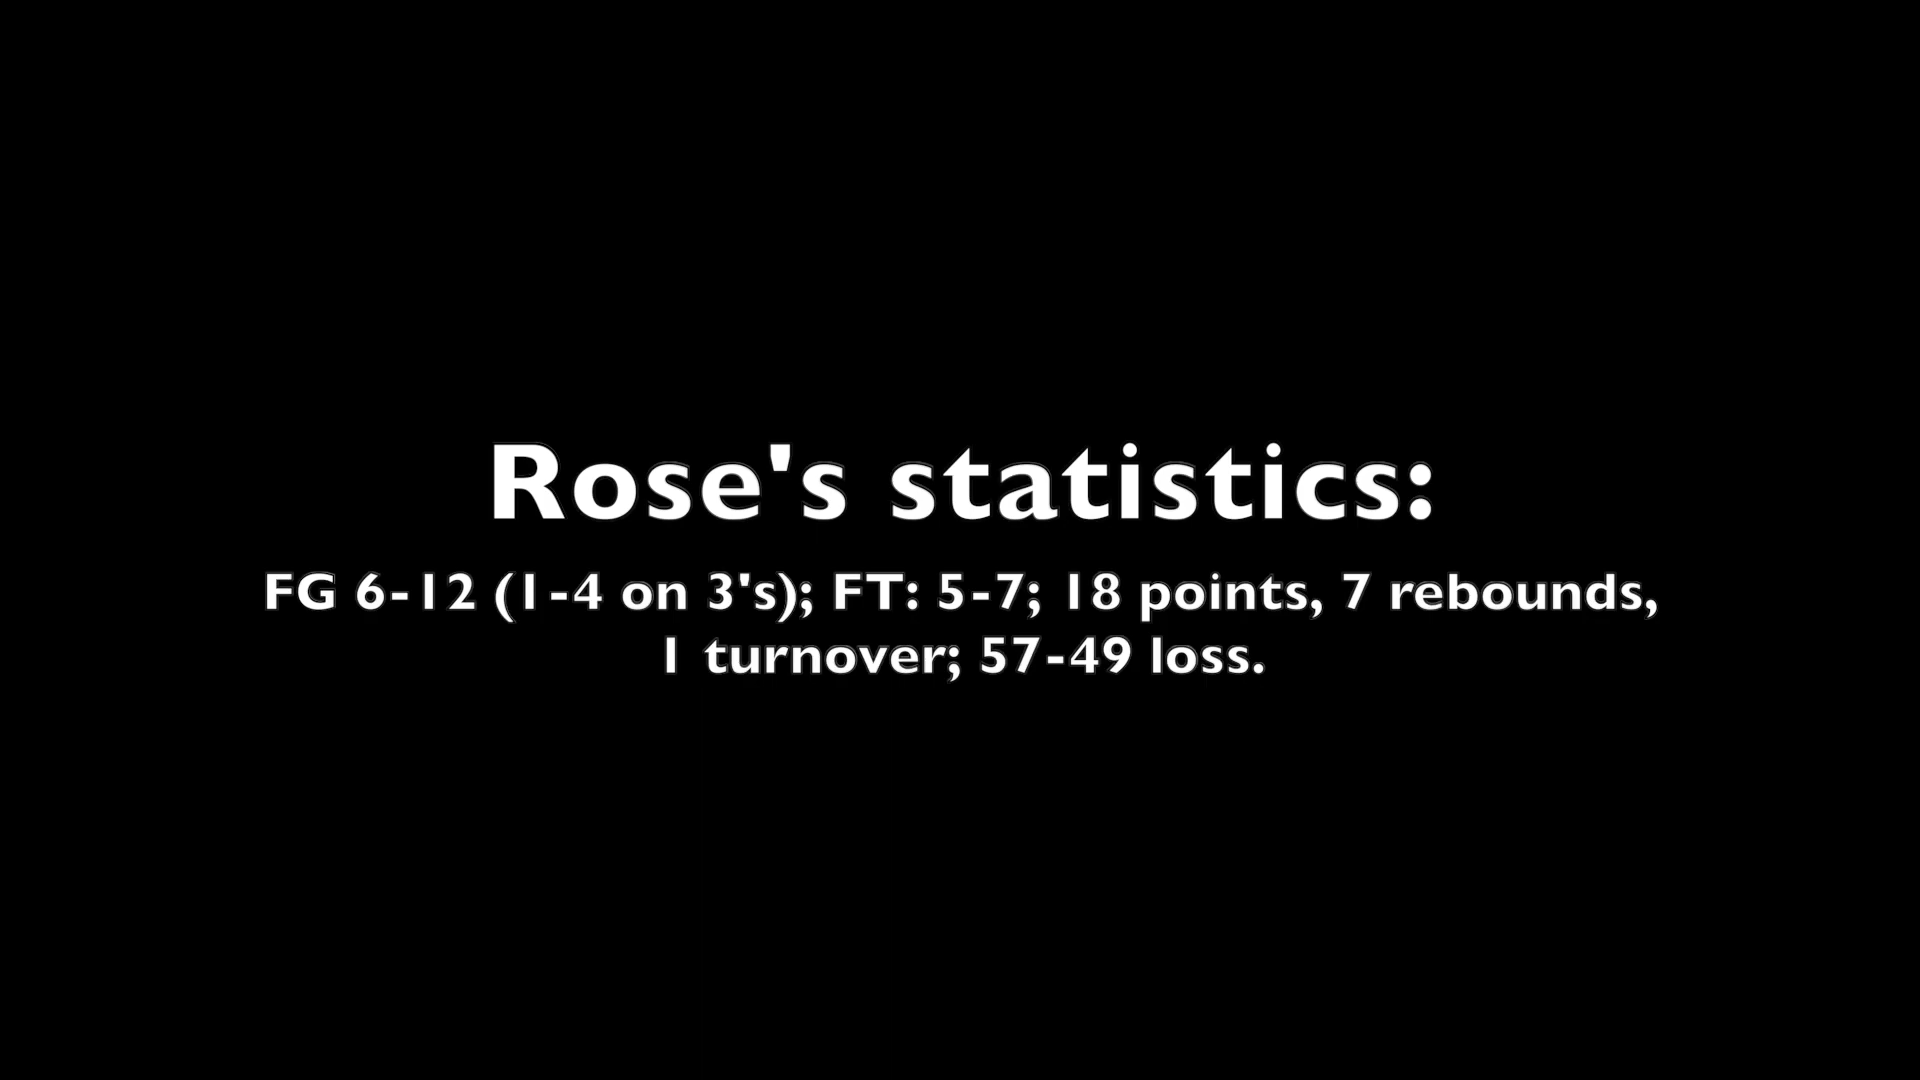 Rose's statistics:
FG 6-12 (1-4 on 3's); FT: 5-7; 18 points, 7 rebounds,
1 turnover; 57-49 loss.